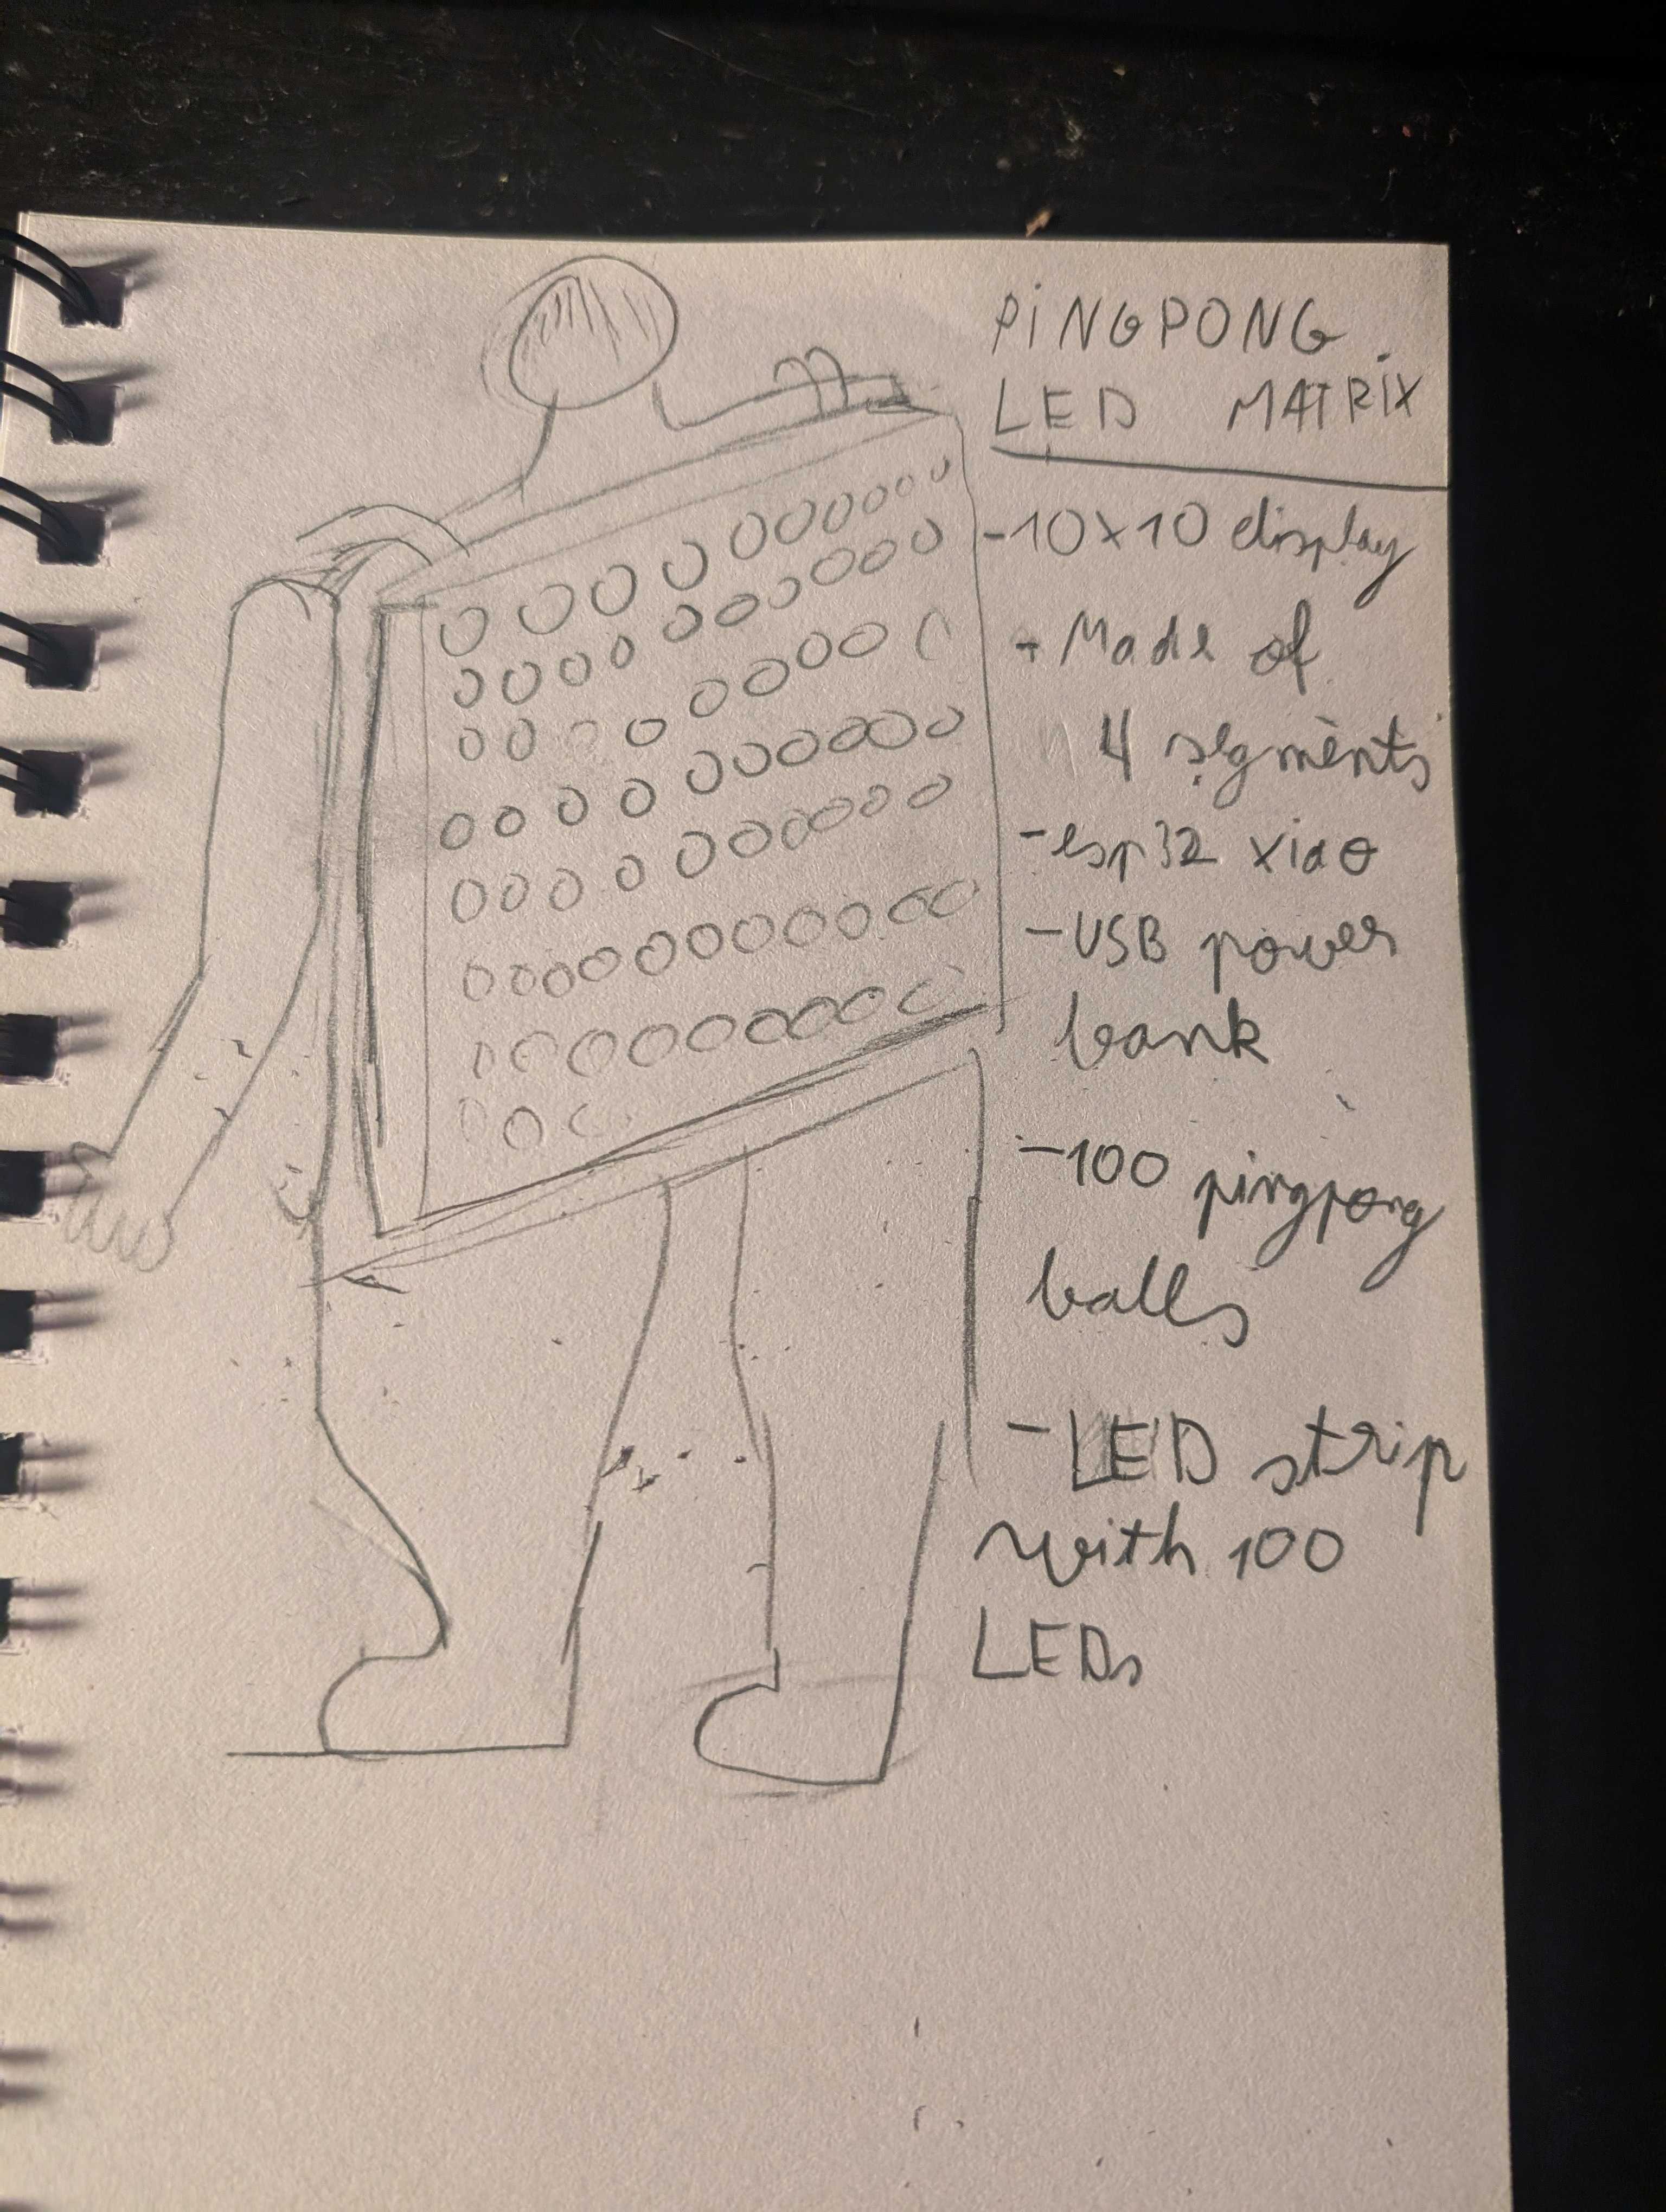 PiNGPONG
LED MATRiX
-10x10 display
- Made of
4 segments
-esp32 xiao
-USB power
bank
-100 pingpong
balls
-LED strip
with 100
LEDs